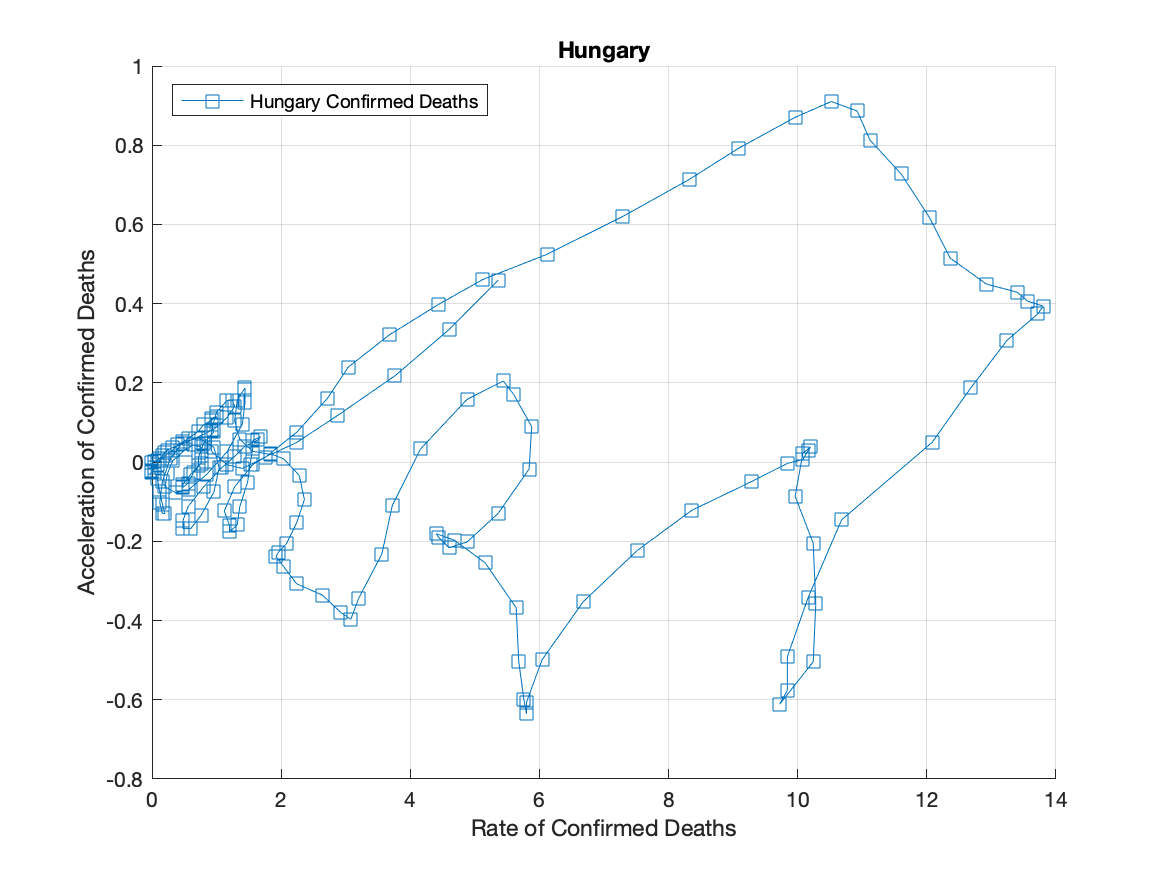 Hungary
1
Hungary Confirmed Deaths
0.8
0.6
0.4
0.2
0
-0.2
-0.4
-0.6
-0.8
Acceleration of Confirmed Deaths
0 2 4 6 8 10 12 14
Rate of Confirmed Deaths